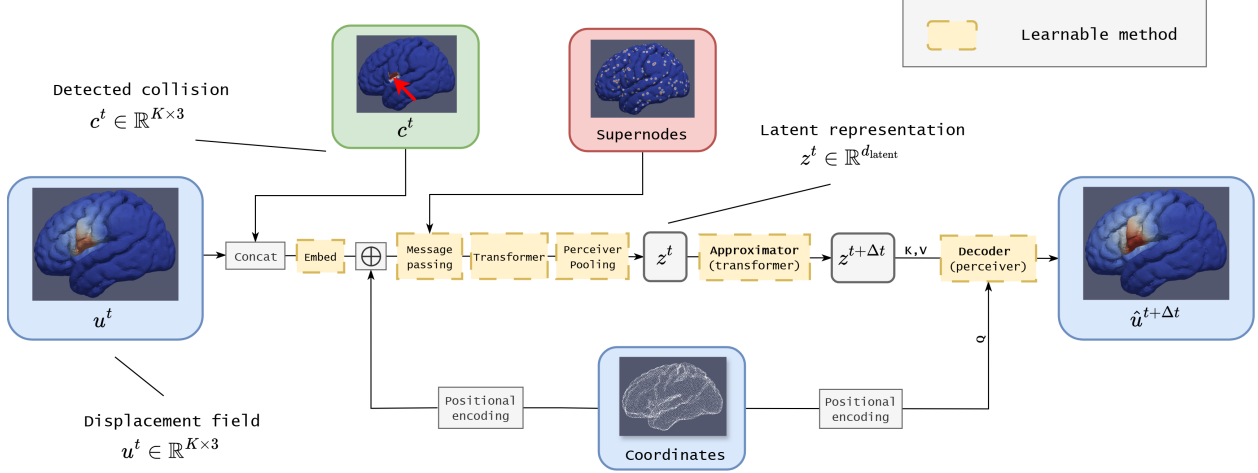 Learnable method
Detected collision
c^t ∈ ℝ^{K×3}
c^t
Supernodes
Latent representation
z^t ∈ ℝ^{d_latent}
u^t
Concat
Embed
⊕
Message
passing
Transformer
Perceiver
Pooling
z^t
Approximator
(transformer)
z^{t+Δt}
K,V
Decoder
(perceiver)
û^{t+Δt}
Q
Positional
encoding
Coordinates
Positional
encoding
Displacement field
u^t ∈ ℝ^{K×3}